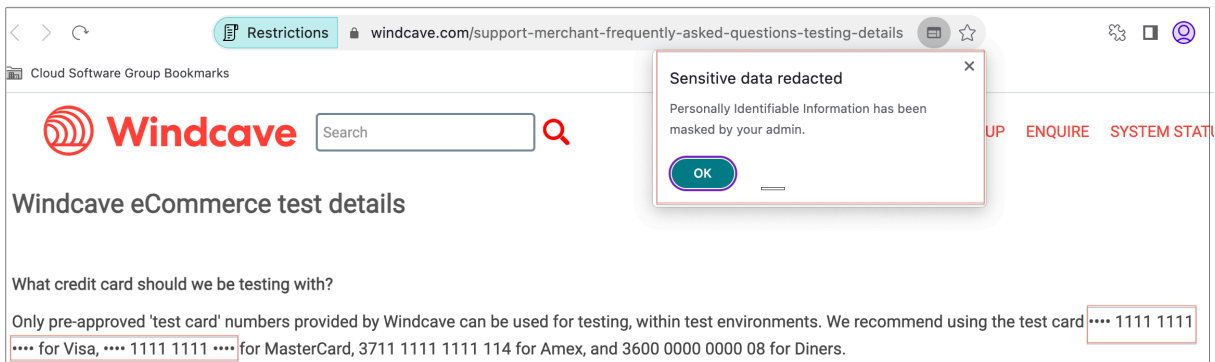 Restrictions windcave.com/support-merchant-frequently-asked-questions-testing-details
Cloud Software Group Bookmarks
Sensitive data redacted
Personally Identifiable Information has been
masked by your admin.
OK
Windcave Search UP ENQUIRE SYSTEM STATU
Windcave eCommerce test details
What credit card should we be testing with?
Only pre-approved 'test card' numbers provided by Windcave can be used for testing, within test environments. We recommend using the test card •••• 1111 1111
•••• for Visa, •••• 1111 1111 •••• for MasterCard, 3711 1111 1111 114 for Amex, and 3600 0000 0000 08 for Diners.